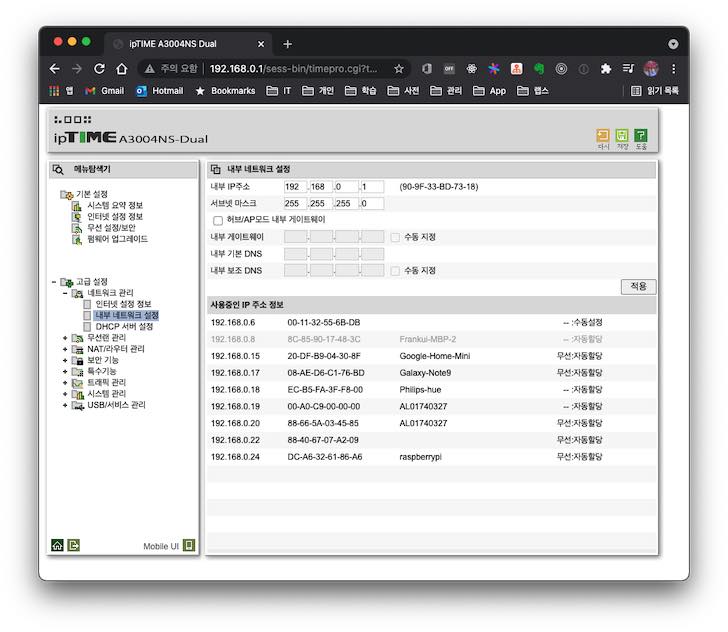 ipTIME A3004NS Dual
주의 요함 192.168.0.1/sess-bin/timepro.cgi?t...
앱 Gmail Hotmail Bookmarks IT 개인 학습 사전 관리 App 랩스 읽기 목록
ipTIME A3004NS-Dual
다시 저장 도움
메뉴탐색기
기본 설정
시스템 요약 정보
인터넷 설정 정보
무선 설정/보안
펌웨어 업그레이드
고급 설정
네트워크 관리
인터넷 설정 정보
내부 네트워크 설정
DHCP 서버 설정
무선랜 관리
NAT/라우터 관리
보안 기능
특수기능
트래픽 관리
시스템 관리
USB/서비스 관리
Mobile UI
내부 네트워크 설정
내부 IP주소 192 .168 .0 .1 (90-9F-33-BD-73-18)
서브넷 마스크 255 .255 .255 .0
허브/AP모드 내부 게이트웨이
내부 게이트웨이 . . . 수동 지정
내부 기본 DNS . . .
내부 보조 DNS . . . 수동 지정
적용
사용중인 IP 주소 정보
192.168.0.6 00-11-32-55-6B-DB -- :수동설정
192.168.0.8 8C-85-90-17-48-3C Frankui-MBP-2 -- :자동할당
192.168.0.15 20-DF-B9-04-30-8F Google-Home-Mini 무선:자동할당
192.168.0.17 08-AE-D6-C1-76-BD Galaxy-Note9 무선:자동할당
192.168.0.18 EC-B5-FA-3F-F8-00 Philips-hue -- :자동할당
192.168.0.19 00-A0-C9-00-00-00 AL01740327 -- :자동할당
192.168.0.20 88-66-5A-03-45-85 AL01740327 무선:자동할당
192.168.0.22 88-40-67-07-A2-09 무선:자동할당
192.168.0.24 DC-A6-32-61-86-A6 raspberrypi 무선:자동할당